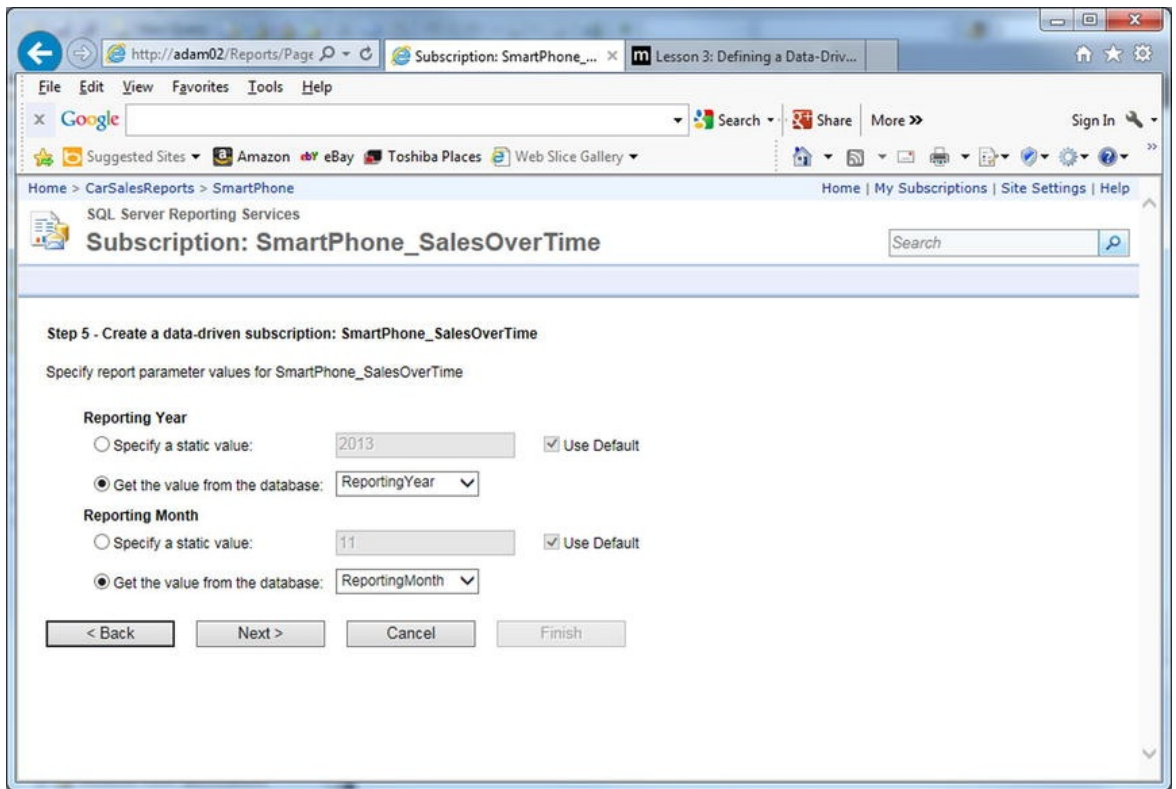 http://adam02/Reports/Page
Subscription: SmartPhone_...
Lesson 3: Defining a Data-Driv...
File Edit View Favorites Tools Help
x Google Search Share More >> Sign In
Suggested Sites Amazon ebY eBay Toshiba Places Web Slice Gallery
Home > CarSalesReports > SmartPhone
Home | My Subscriptions | Site Settings | Help
SQL Server Reporting Services
Subscription: SmartPhone_SalesOverTime
Search
Step 5 - Create a data-driven subscription: SmartPhone_SalesOverTime
Specify report parameter values for SmartPhone_SalesOverTime
Reporting Year
Specify a static value: 2013 Use Default
Get the value from the database: ReportingYear
Reporting Month
Specify a static value: 11 Use Default
Get the value from the database: ReportingMonth
< Back Next > Cancel Finish